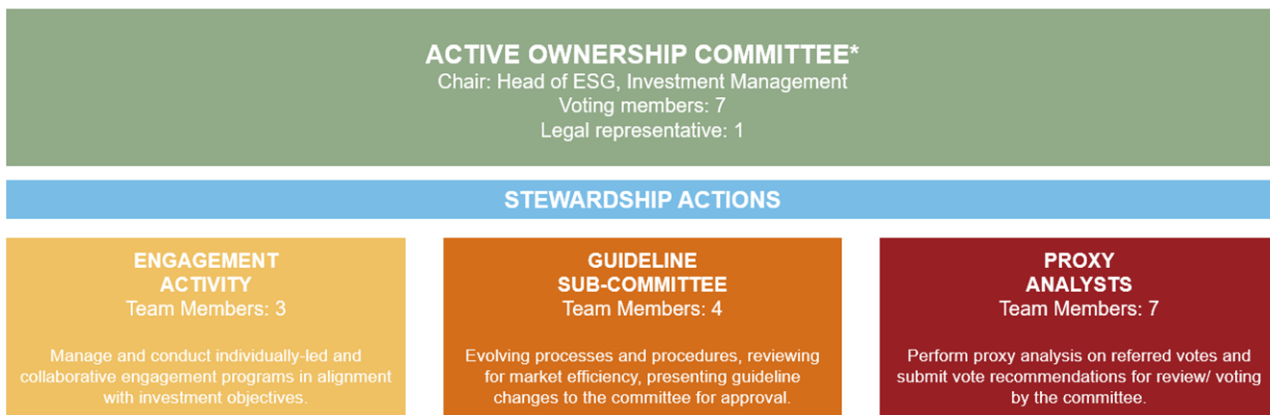 ACTIVE OWNERSHIP COMMITTEE*
Chair: Head of ESG, Investment Management
Voting members: 7
Legal representative: 1
STEWARDSHIP ACTIONS
ENGAGEMENT
ACTIVITY
Team Members: 3
Manage and conduct individually-led and
collaborative engagement programs in alignment
with investment objectives.
GUIDELINE
SUB-COMMITTEE
Team Members: 4
Evolving processes and procedures, reviewing
for market efficiency, presenting guideline
changes to the committee for approval.
PROXY
ANALYSTS
Team Members: 7
Perform proxy analysis on referred votes and
submit vote recommendations for review/ voting
by the committee.